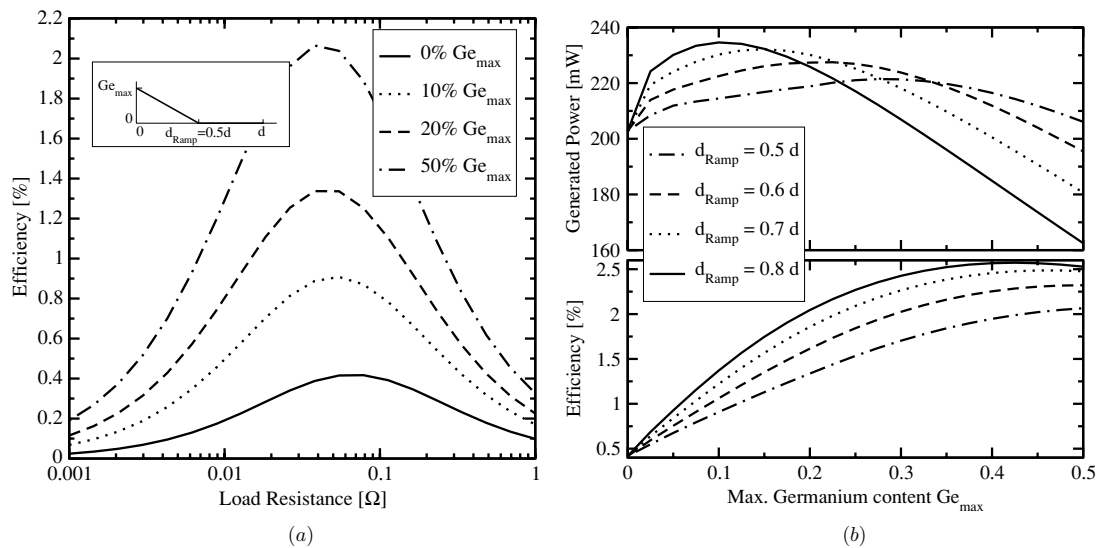 2.2
2
1.8
1.6
1.4
1.2
1
0.8
0.6
0.4
0.2
0
Efficiency [%]
0.001
0.01
0.1
1
Load Resistance [Ω]
Ge_max
0
0
d_Ramp=0.5d
d
0% Ge_max
10% Ge_max
20% Ge_max
50% Ge_max
(a)
240
220
200
180
160
Generated Power [mW]
d_Ramp = 0.5 d
d_Ramp = 0.6 d
d_Ramp = 0.7 d
d_Ramp = 0.8 d
2.5
2
1.5
1
0.5
Efficiency [%]
0
0.1
0.2
0.3
0.4
0.5
Max. Germanium content Ge_max
(b)